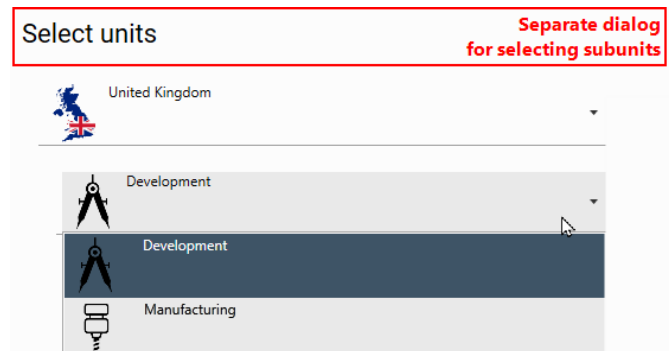 Select units
Separate dialog
for selecting subunits
United Kingdom
Development
Development
Manufacturing